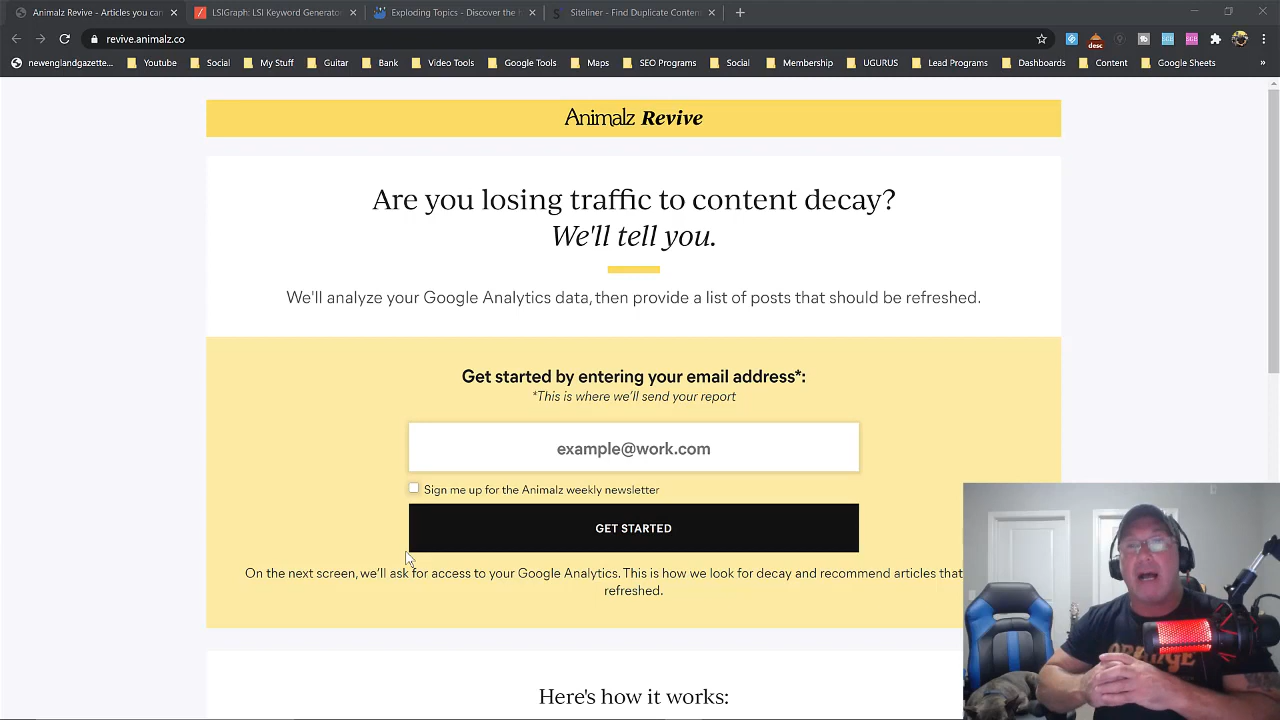 Animalz Revive - Articles you can
LSIGraph: LSI Keyword Generator
Exploding Topics - Discover the h
Siteliner - Find Duplicate Conten
revive.animalz.co
desc
newenglandgazette...
Youtube
Social
My Stuff
Guitar
Bank
Video Tools
Google Tools
Maps
SEO Programs
Social
Membership
UGURUS
Lead Programs
Dashboards
Content
Google Sheets
Animalz Revive
Are you losing traffic to content decay?
We'll tell you.
We'll analyze your Google Analytics data, then provide a list of posts that should be refreshed.
Get started by entering your email address*:
*This is where we'll send your report
example@work.com
Sign me up for the Animalz weekly newsletter
GET STARTED
On the next screen, we'll ask for access to your Google Analytics. This is how we look for decay and recommend articles that
refreshed.
Here's how it works: